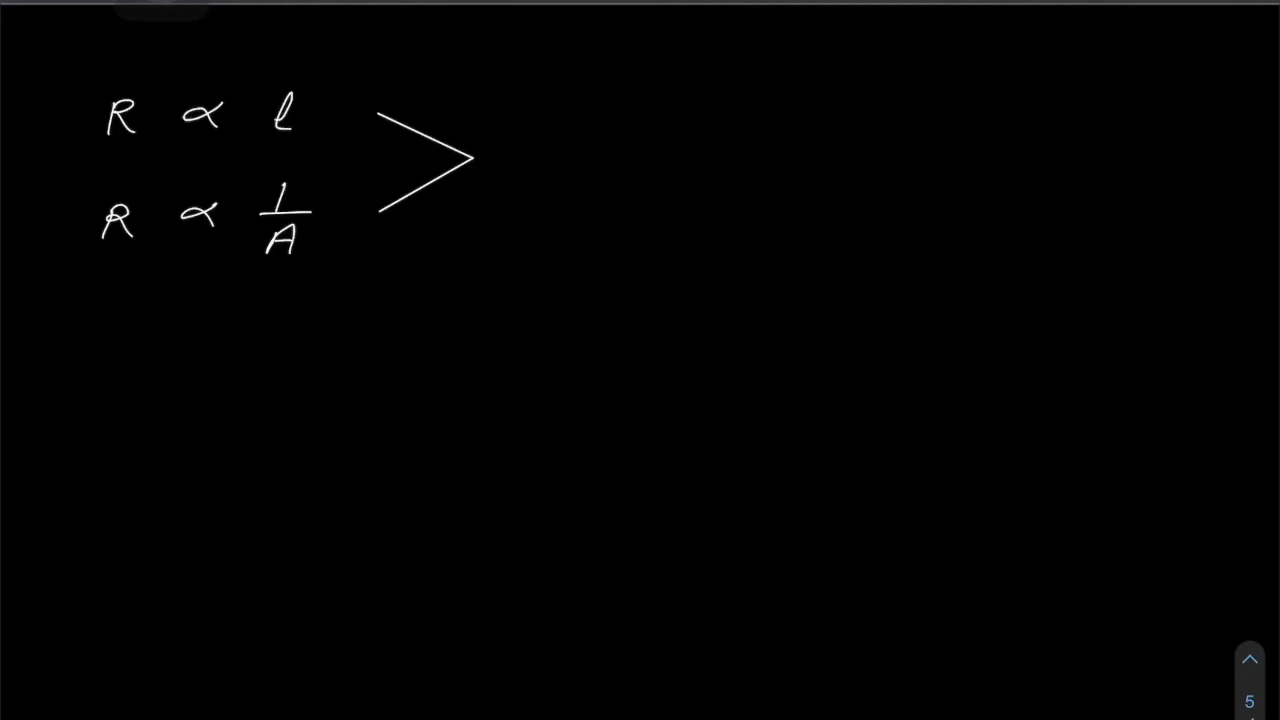 R ∝ l
R ∝ 1/A
5